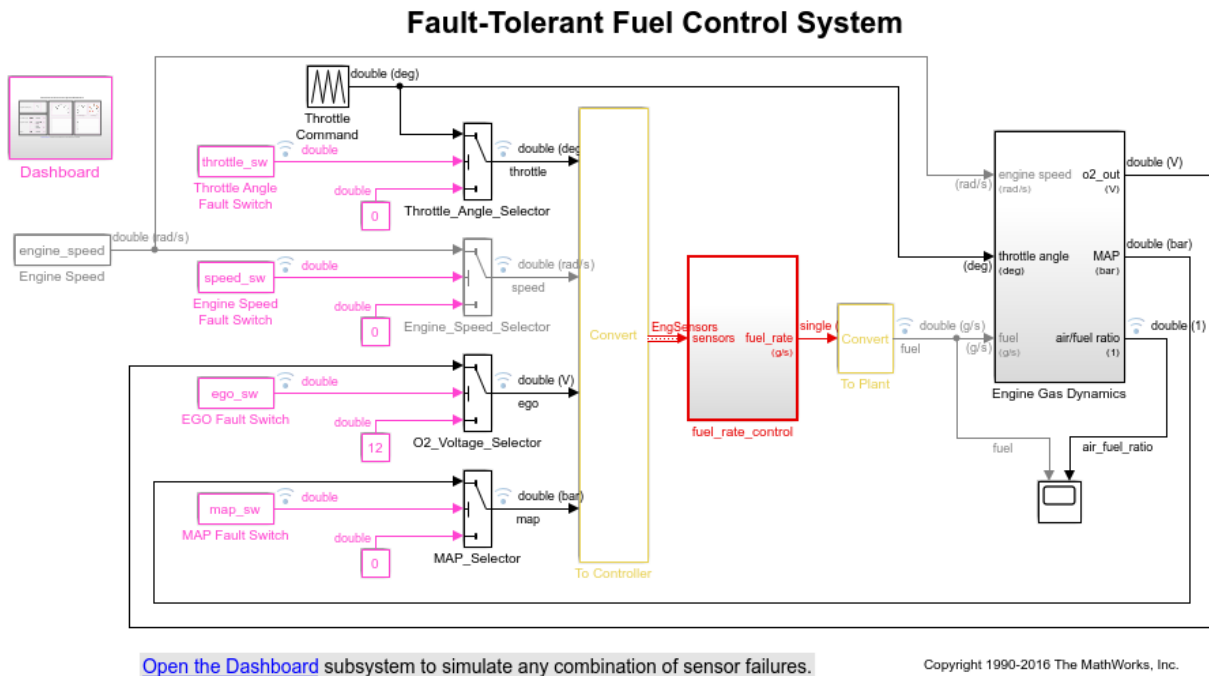 Fault-Tolerant Fuel Control System
double (deg)
Throttle
Command
Dashboard
throttle_sw
double
Throttle Angle
Fault Switch
double
0
double (deg
throttle
Throttle_Angle_Selector
engine_speed
double (rad/s)
Engine Speed
speed_sw
double
Engine Speed
Fault Switch
double
0
double (rad/s)
speed
Engine_Speed_Selector
ego_sw
double
EGO Fault Switch
double
12
double (V)
ego
O2_Voltage_Selector
map_sw
double
MAP Fault Switch
double
0
double (bar)
map
MAP_Selector
Convert
To Controller
EngSensors
sensors
fuel_rate
(g/s)
fuel_rate_control
single (
Convert
To Plant
double (g/s)
fuel
(g/s)
(rad/s)
engine speed
(rad/s)
o2_out
(V)
double (V)
(deg)
throttle angle
(deg)
MAP
(bar)
double (bar)
fuel
(g/s)
air/fuel ratio
(1)
double (1)
Engine Gas Dynamics
fuel
air_fuel_ratio
Open the Dashboard subsystem to simulate any combination of sensor failures.
Copyright 1990-2016 The MathWorks, Inc.